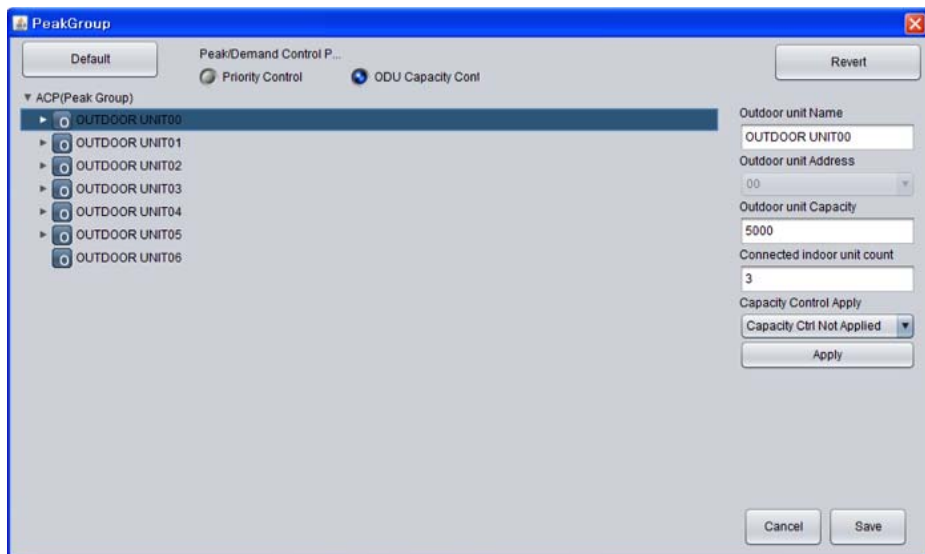 PeakGroup
Default
Peak/Demand Control P...
Priority Control
ODU Capacity Conl
Revert
ACP(Peak Group)
O OUTDOOR UNIT00
O OUTDOOR UNIT01
O OUTDOOR UNIT02
O OUTDOOR UNIT03
O OUTDOOR UNIT04
O OUTDOOR UNIT05
O OUTDOOR UNIT06
Outdoor unit Name
OUTDOOR UNIT00
Outdoor unit Address
00
Outdoor unit Capacity
5000
Connected indoor unit count
3
Capacity Control Apply
Capacity Ctrl Not Applied
Apply
Cancel
Save